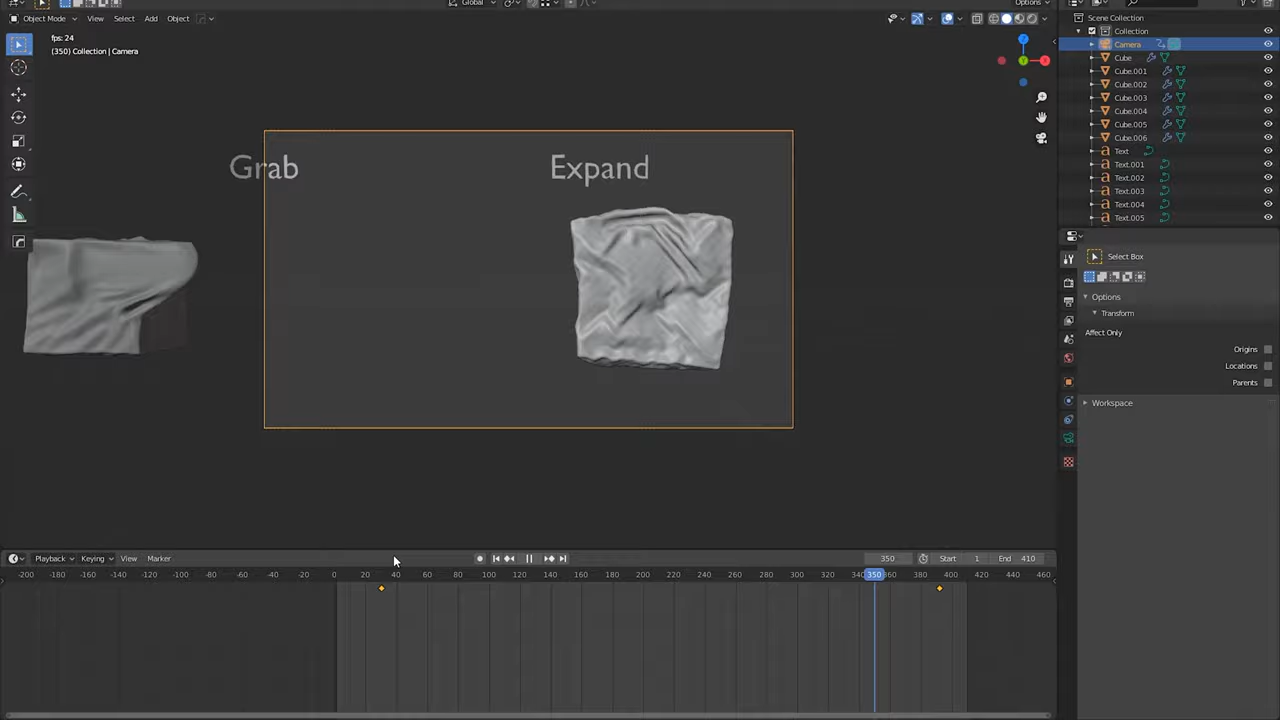 Global
Options
Object Mode
View
Select
Add
Object
Scene Collection
Collection
Camera
Cube
Cube.001
Cube.002
Cube.003
Cube.004
Cube.005
Cube.006
Text
Text.001
Text.002
Text.003
Text.004
Text.005
fps: 24
(350) Collection | Camera
Grab
Expand
Select Box
Options
Transform
Affect Only
Origins
Locations
Parents
Workspace
Playback
Keying
View
Marker
350
Start 1
End 410
-200 -180 -160 -140 -120 -100 -80 -60 -40 -20 0 20 40 60 80 100 120 140 160 180 200 220 240 260 280 300 320 340 350 360 380 400 420 440 460